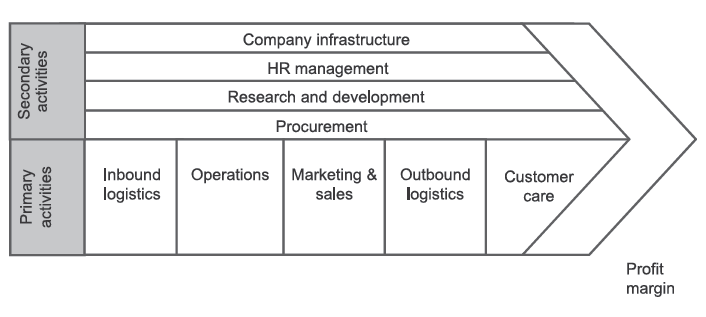 Secondary
activities
Company infrastructure
HR management
Research and development
Procurement
Primary
activities
Inbound
logistics
Operations
Marketing &
sales
Outbound
logistics
Customer
care
Profit
margin